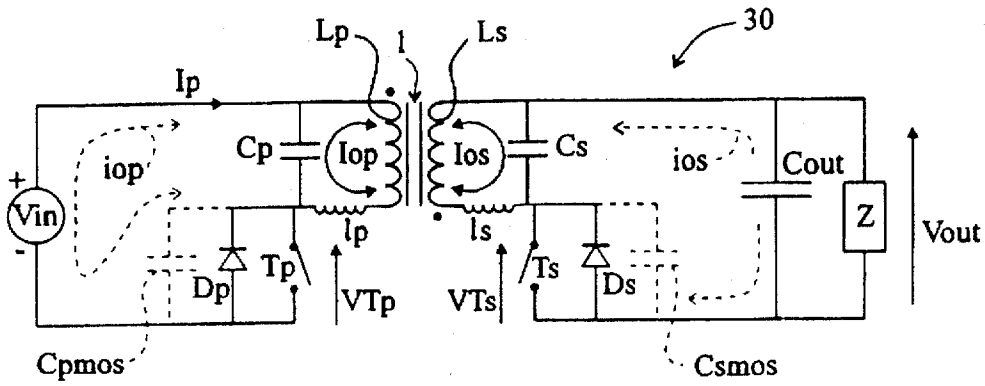 30
Lp
1
Ls
Ip
Cp
Iop
Ios
Cs
iop
ios
Cout
+
Vin
-
lp
ls
Z
Vout
Dp
Tp
VTp
VTs
Ts
Ds
Cpmos
Csmos